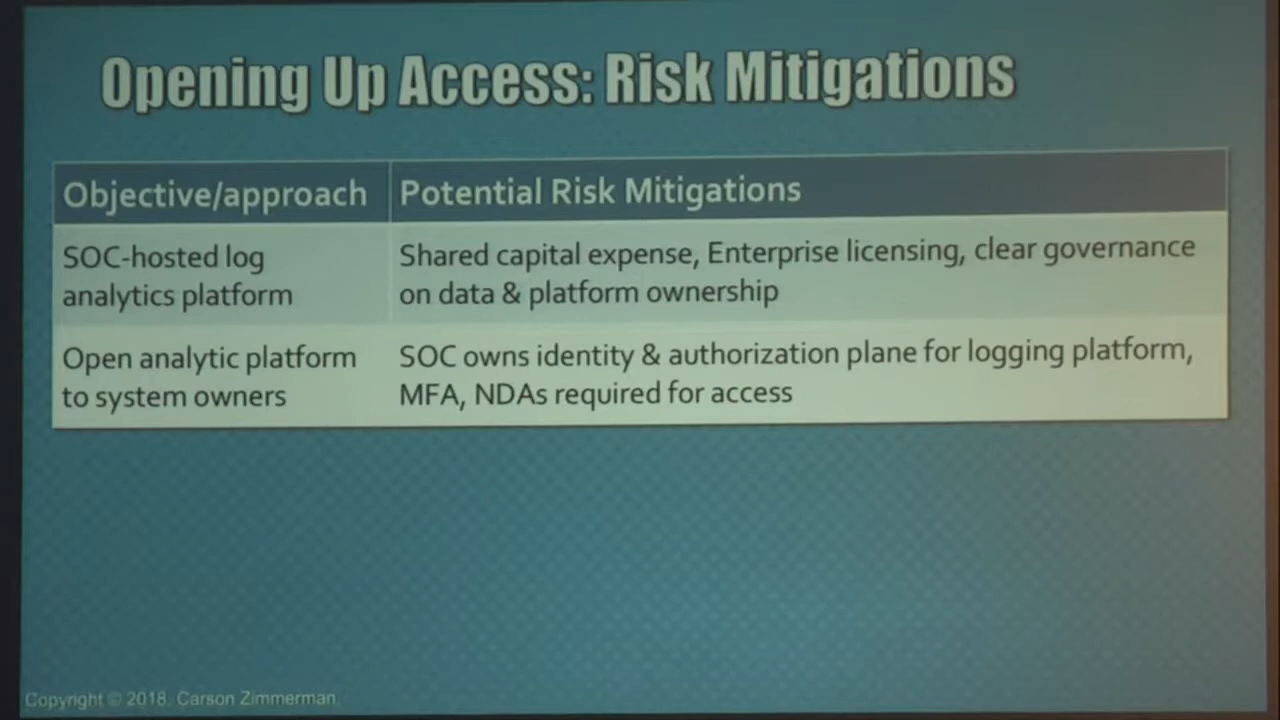 Opening Up Access: Risk Mitigations
Objective/approach
Potential Risk Mitigations
SOC-hosted log
analytics platform
Shared capital expense, Enterprise licensing, clear governance
on data & platform ownership
Open analytic platform
to system owners
SOC owns identity & authorization plane for logging platform,
MFA, NDAs required for access
Copyright © 2018. Carson Zimmerman